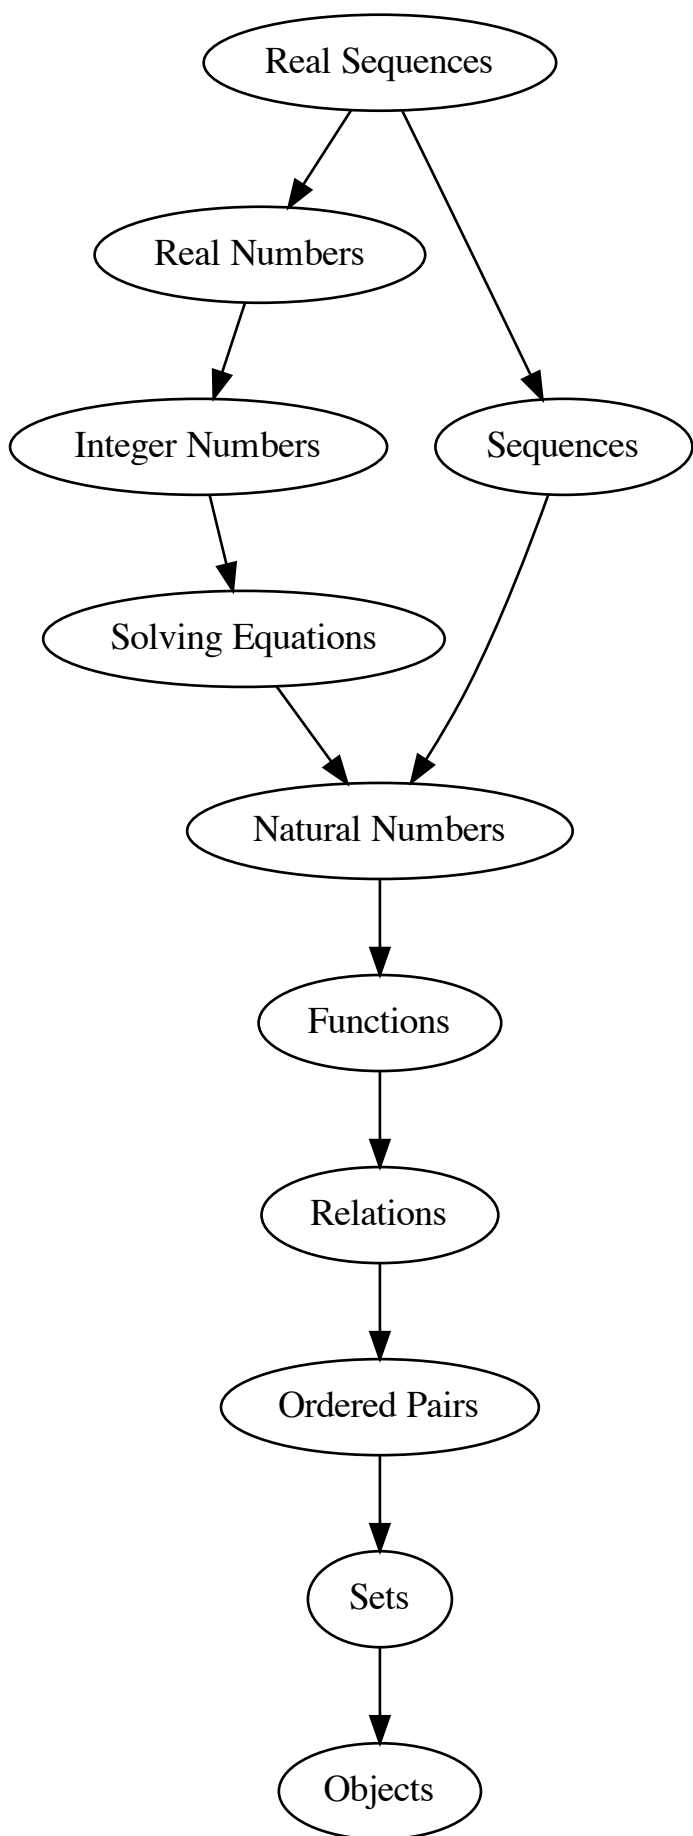 Real Sequences
Real Numbers
Integer Numbers
Sequences
Solving Equations
Natural Numbers
Functions
Relations
Ordered Pairs
Sets
Objects